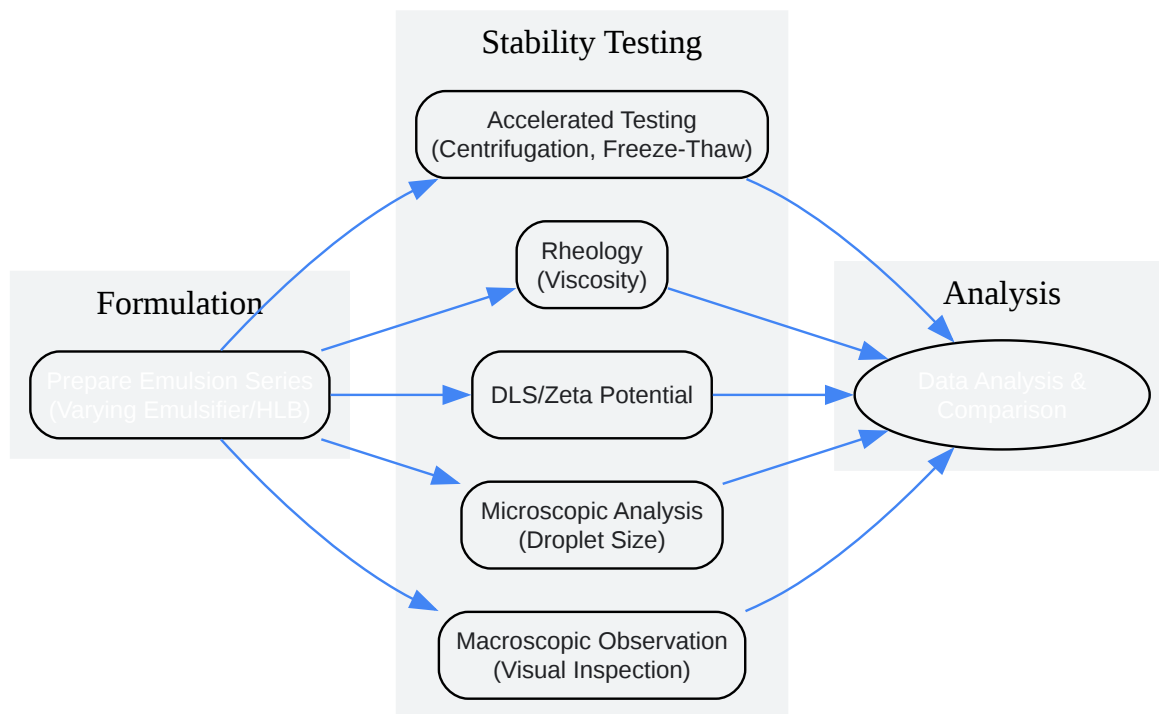 Stability Testing
Accelerated Testing
(Centrifugation, Freeze-Thaw)
Rheology
(Viscosity)
Formulation
Analysis
Prepare Emulsion Series
(Varying Emulsifier/HLB)
DLS/Zeta Potential
Data Analysis &
Comparison
Microscopic Analysis
(Droplet Size)
Macroscopic Observation
(Visual Inspection)